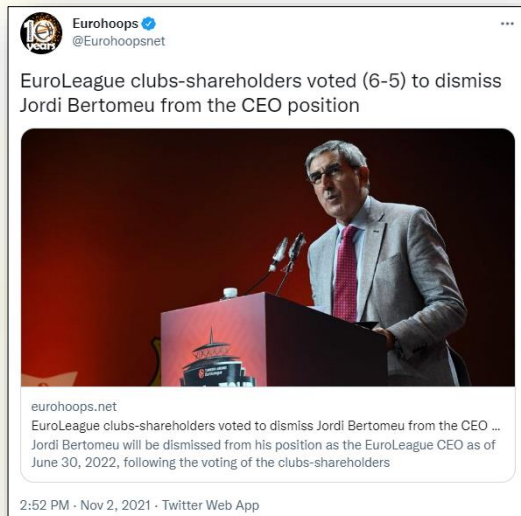 10
years
Eurohoops
@Eurohoopsnet
EuroLeague clubs-shareholders voted (6-5) to dismiss
Jordi Bertomeu from the CEO position
eurohoops.net
EuroLeague clubs-shareholders voted to dismiss Jordi Bertomeu from the CEO ...
Jordi Bertomeu will be dismissed from his position as the EuroLeague CEO as of
June 30, 2022, following the voting of the clubs-shareholders
2:52 PM · Nov 2, 2021 · Twitter Web App